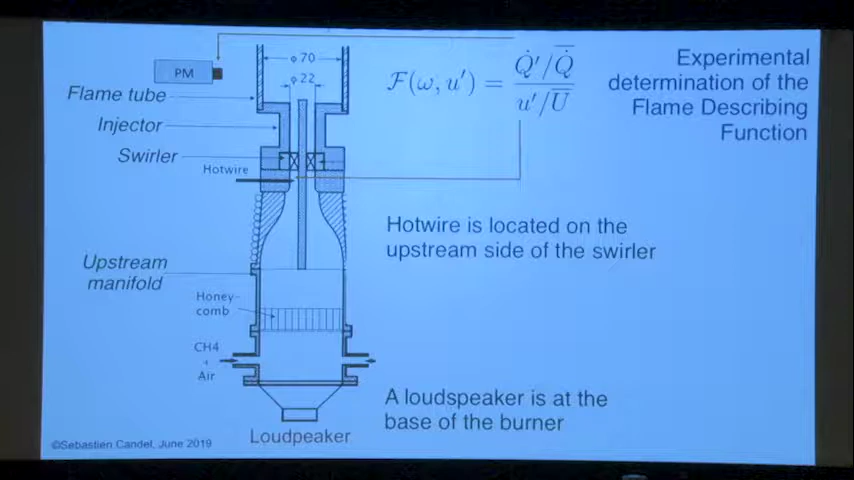 Experimental
determination of the
Flame Describing
Function
F(ω, u′) = (Q̇′/Q̇̅)/(u′/U̅)
PM
φ 70
φ 22
Flame tube
Injector
Swirler
Hotwire
Hotwire is located on the
upstream side of the swirler
Upstream
manifold
Honey-
comb
CH4
+
Air
A loudspeaker is at the
base of the burner
Loudpeaker
©Sebastien Candel, June 2019